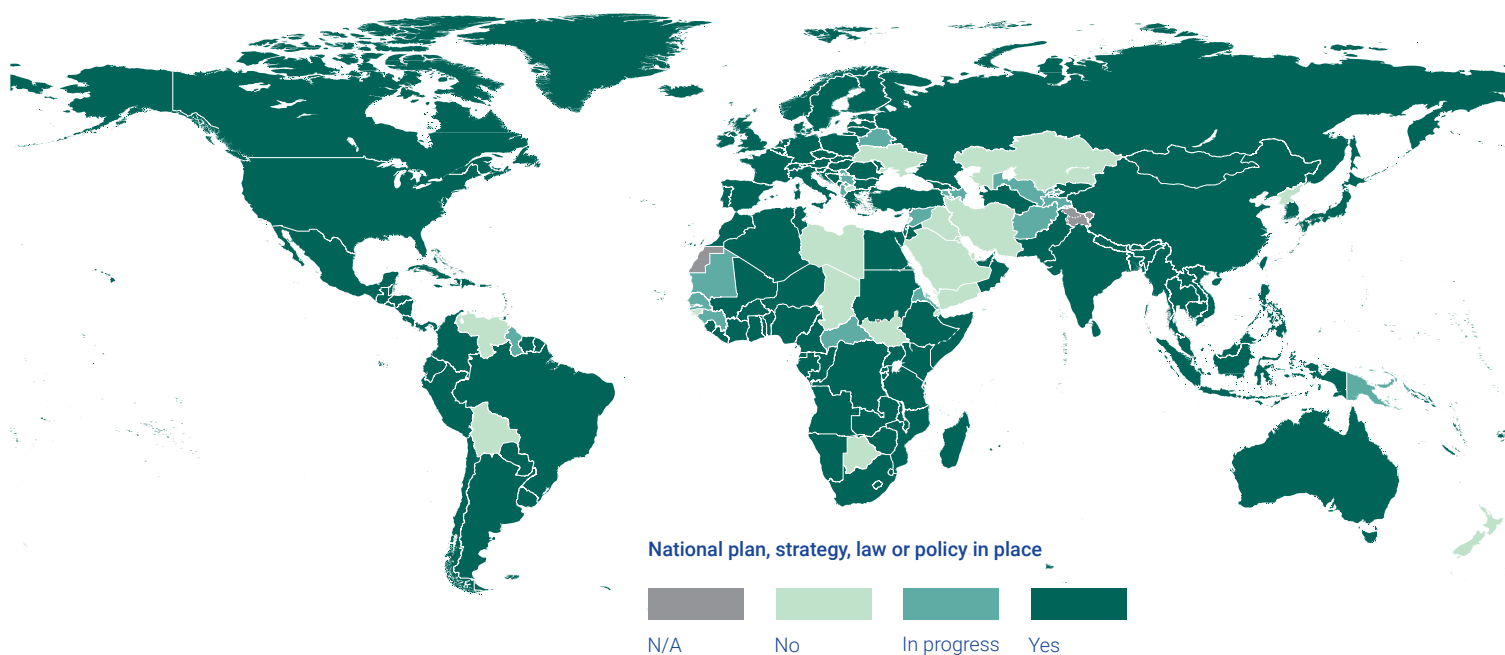 National plan, strategy, law or policy in place
N/A
No
In progress
Yes